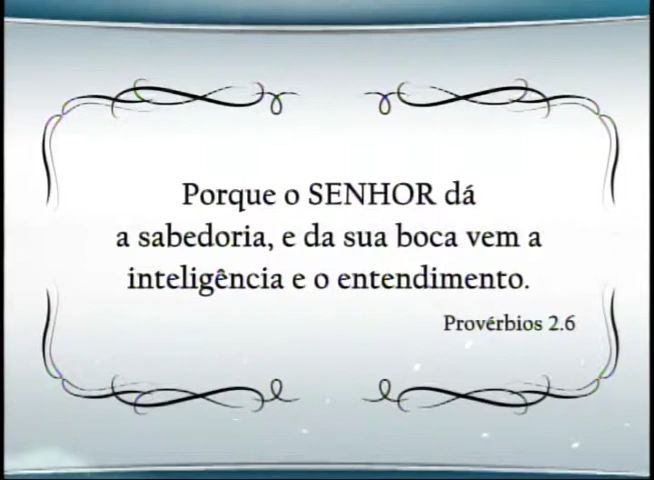 Porque o SENHOR dá
a sabedoria, e da sua boca vem a
inteligência e o entendimento.
Provérbios 2.6